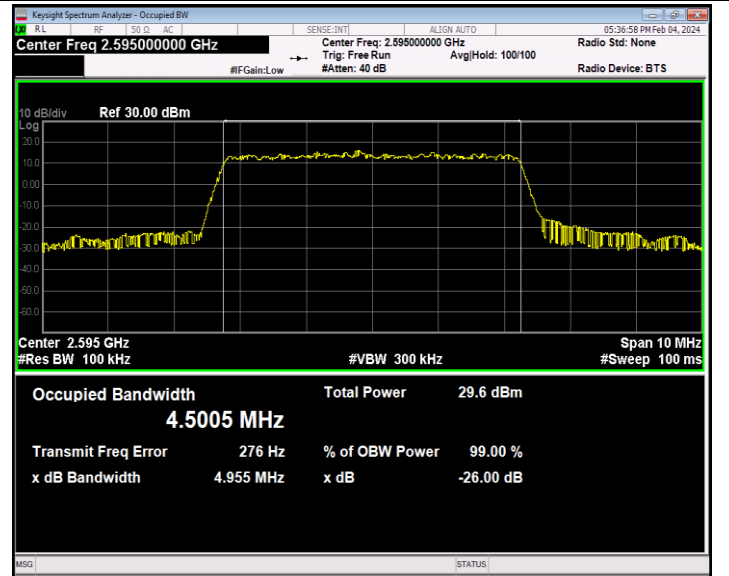 Keysight Spectrum Analyzer - Occupied BW
LXI RL RF 50 Ω AC SENSE:INT ALIGN AUTO 05:36:58 PM Feb 04, 2024
Center Freq 2.595000000 GHz Center Freq: 2.595000000 GHz Radio Std: None
Trig: Free Run Avg|Hold: 100/100
#IFGain:Low #Atten: 40 dB Radio Device: BTS
10 dB/div Ref 30.00 dBm
Log
20.0
10.0
0.00
-10.0
-20.0
-30.0
-40.0
-50.0
-60.0
Center 2.595 GHz Span 10 MHz
#Res BW 100 kHz #VBW 300 kHz #Sweep 100 ms
Occupied Bandwidth Total Power 29.6 dBm
4.5005 MHz
Transmit Freq Error 276 Hz % of OBW Power 99.00 %
x dB Bandwidth 4.955 MHz x dB -26.00 dB
MSG STATUS